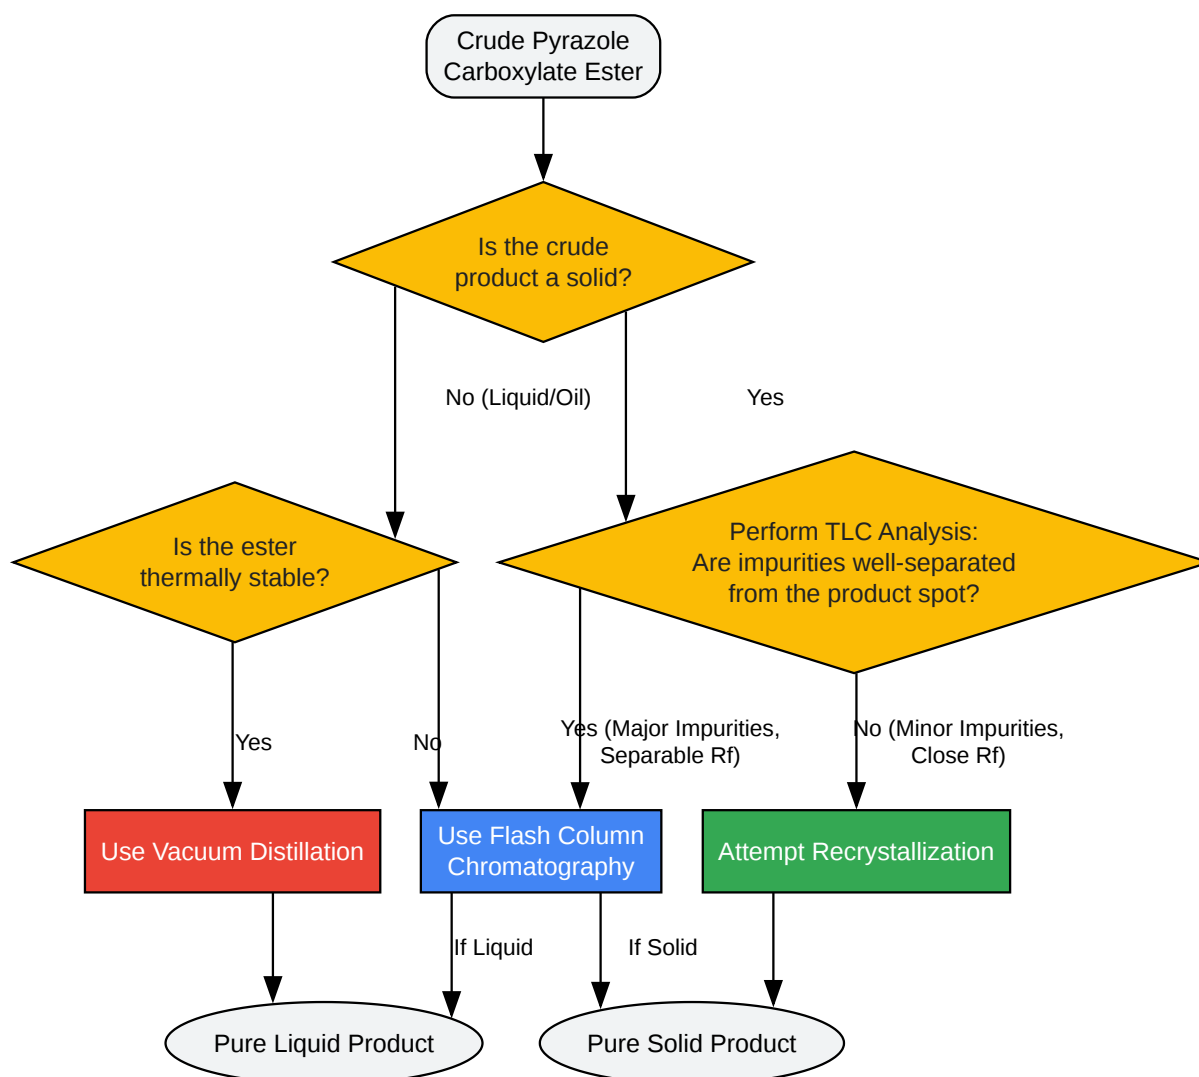 Crude Pyrazole
Carboxylate Ester
Is the crude
product a solid?
No (Liquid/Oil)
Yes
Is the ester
thermally stable?
Perform TLC Analysis:
Are impurities well-separated
from the product spot?
Yes
No
Yes (Major Impurities,
Separable Rf)
No (Minor Impurities,
Close Rf)
Use Vacuum Distillation
Use Flash Column
Chromatography
Attempt Recrystallization
If Liquid
If Solid
Pure Liquid Product
Pure Solid Product